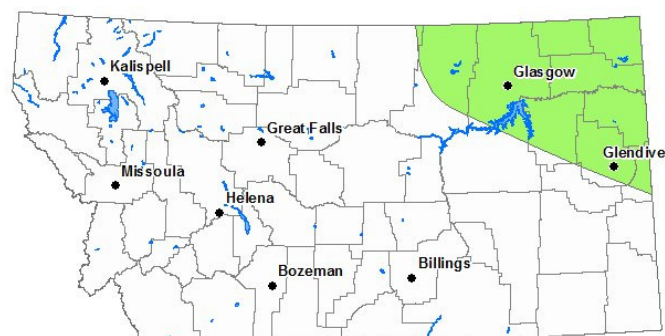 Kalispell
Glasgow
Great Falls
Glendive
Missoula
Helena
Billings
Bozeman